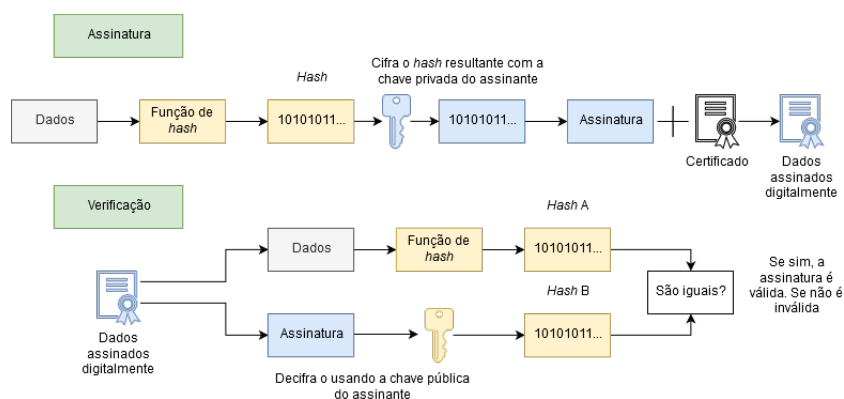 Assinatura
Cifra o hash resultante com a
chave privada do assinante
Hash
Dados
Função de
hash
10101011...
10101011...
Assinatura
Certificado
Dados
assinados
digitalmente
Verificação
Hash A
Dados
Função de
hash
10101011...
Se sim, a
assinatura é
válida. Se não é
inválida
São iguais?
Hash B
Dados
assinados
digitalmente
Assinatura
10101011...
Decifra o usando a chave pública
do assinante